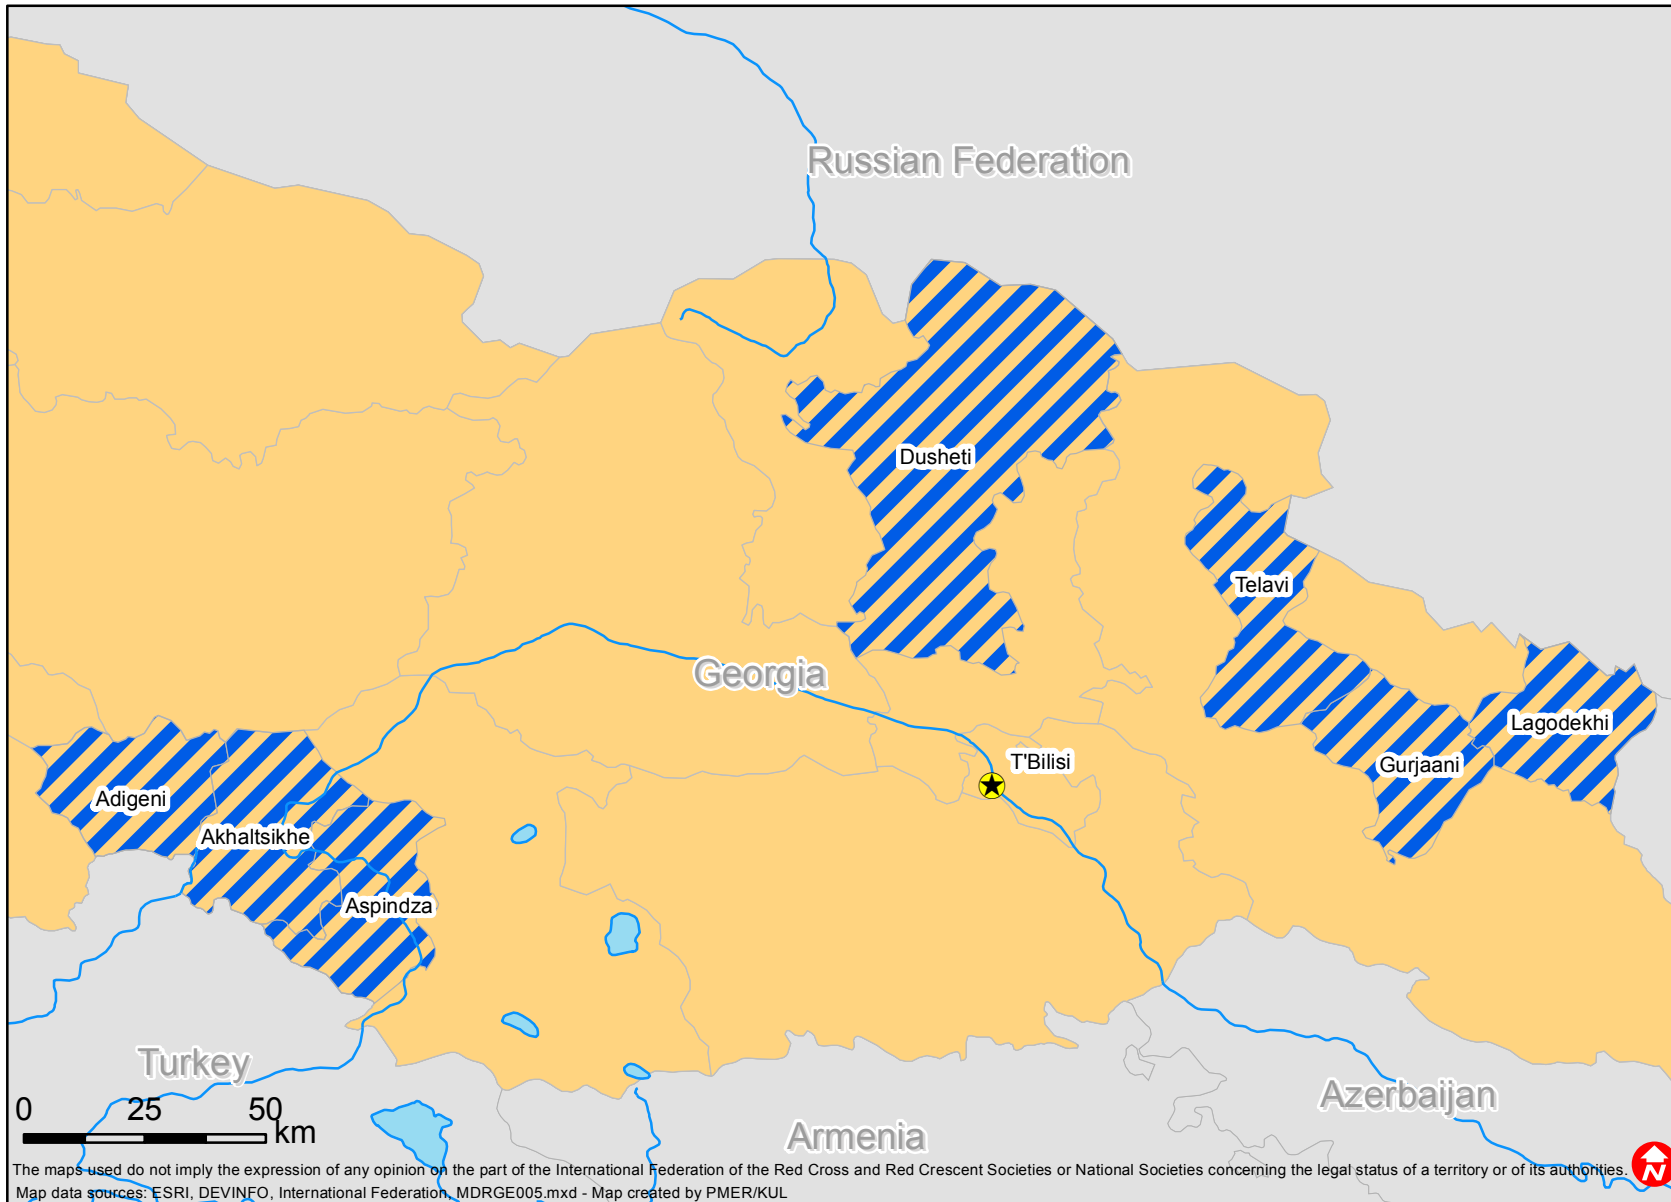 Russian Federation
Dusheti
Telavi
Georgia
Lagodekhi
T'Bilisi
Gurjaani
Adigeni
Akhaltsikhe
Aspindza
Turkey
Azerbaijan
Armenia
0 25 50
km
The maps used do not imply the expression of any opinion on the part of the International Federation of the Red Cross and Red Crescent Societies or National Societies concerning the legal status of a territory or of its authorities.
N
Map data sources: ESRI, DEVINFO, International Federation, MDRGE005.mxd - Map created by PMER/KUL